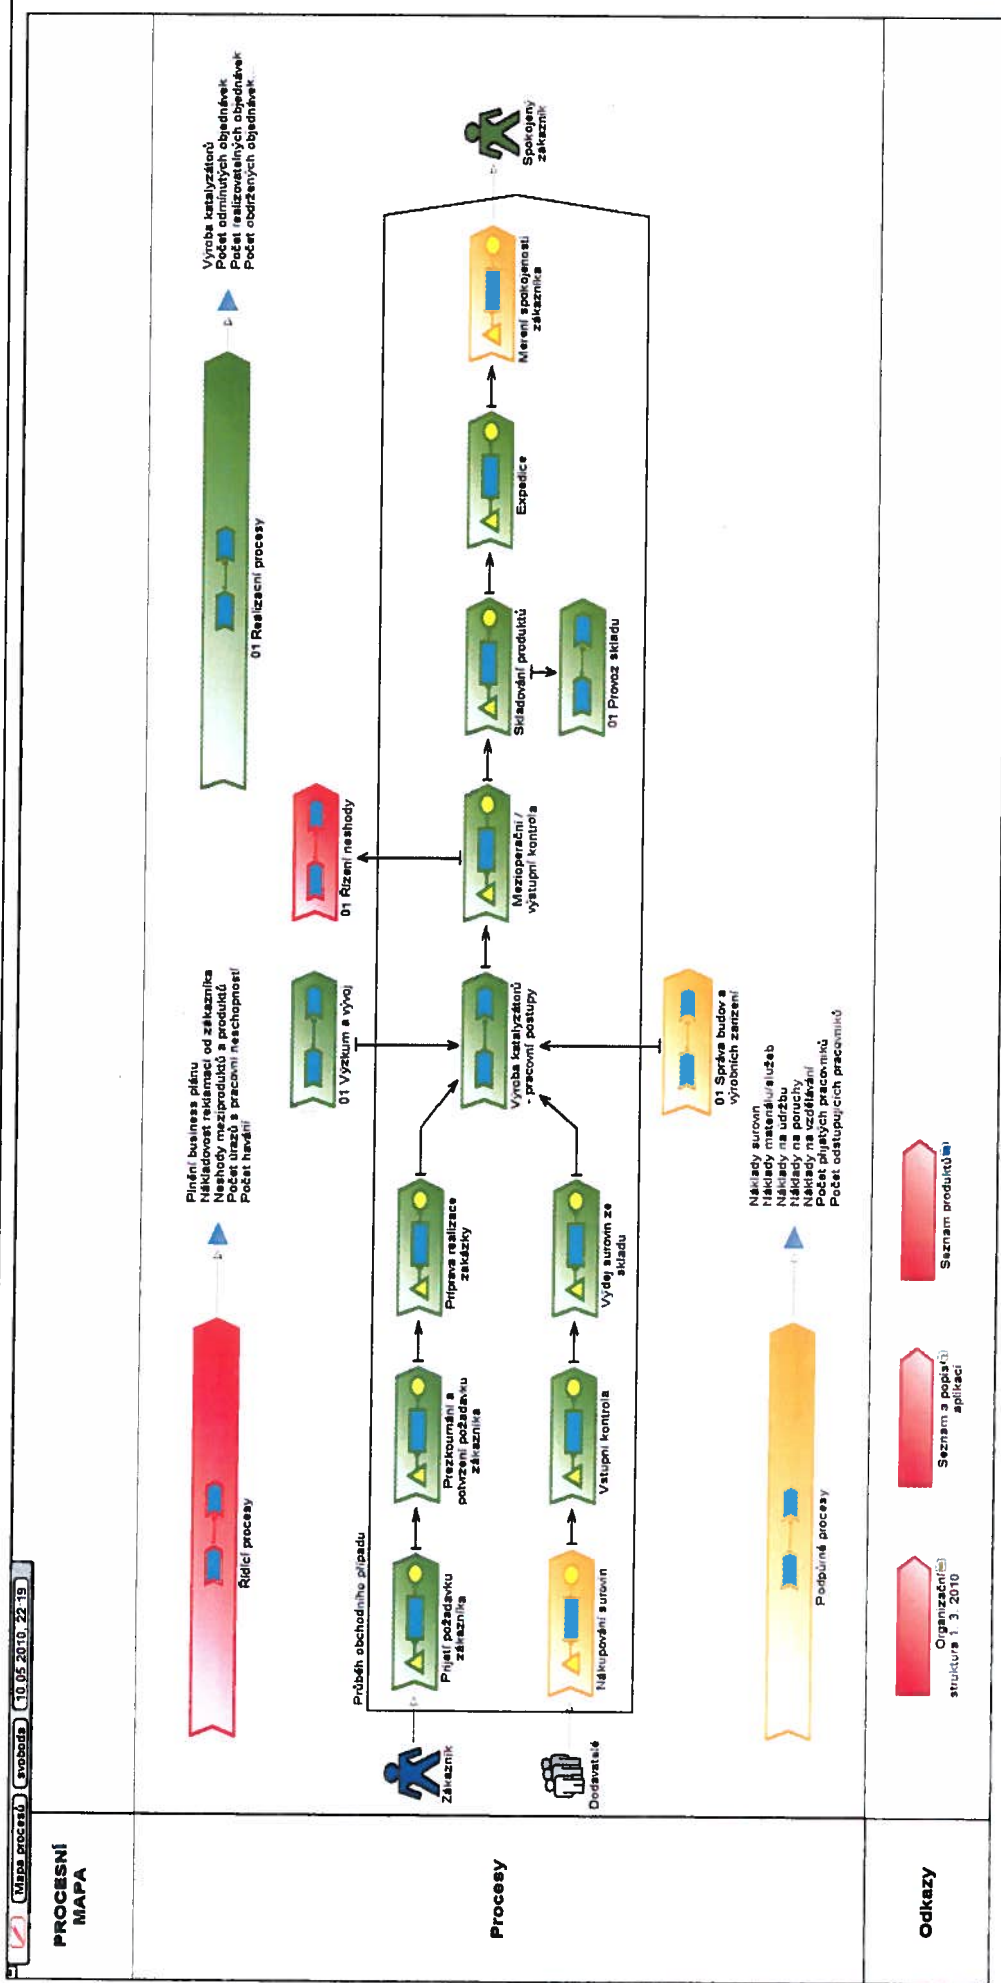 Mapa procesů
svoboda
10.05.2010, 22:19
PROCESNÍ
MAPA
Procesy
Odkazy
Řídící procesy
Plnění business plánu
Nákladovost reklamací od zákazníka
Neshody meziproduktů a produktů
Počet úrazů s pracovní neschopností
Počet havárií
01 Realizační procesy
Výroba katalyzátorů
Počet odmínutých objednávek
Počet realizovatelných objednávek
Počet obdržených objednávek
01 Výzkum a vývoj
01 Řízení neshody
Průběh obchodního případu
Zákazník
Přijetí požadavku
zákazníka
Přezkoumání a
potvrzení požadavku
zákazníka
Příprava realizace
zakázky
Výroba katalyzátorů
- pracovní postupy
Mezioperační /
výstupní kontrola
Skladování produktů
Expedice
Měření spokojenosti
zákazníka
Spokojený
zákazník
Dodavatelé
Nákupování surovin
Vstupní kontrola
Výdej surovin ze
skladu
01 Provoz skladu
01 Správa budov a
výrobních zařízení
Podpůrné procesy
Náklady surovin
Náklady materiálu/služeb
Náklady na údržbu
Náklady na poruchy
Náklady na vzdělávání
Počet přijatých pracovníků
Počet odstupujících pracovníků
Organizační
struktura 1. 3. 2010
Seznam a popis
aplikací
Seznam produktů